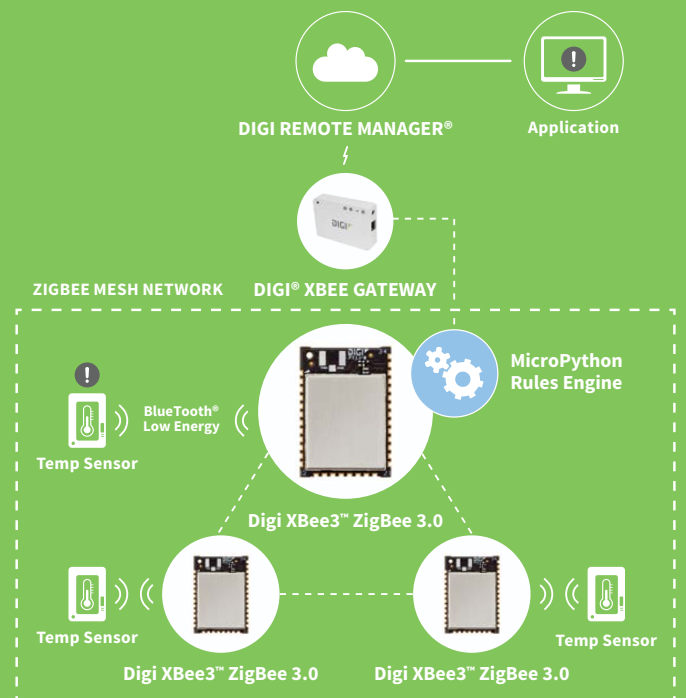 DIGI REMOTE MANAGER®
Application
DIGI
ZIGBEE MESH NETWORK
DIGI® XBEE GATEWAY
DIGI
MicroPython
Rules Engine
BlueTooth®
Low Energy
Temp Sensor
Digi XBee3™ ZigBee 3.0
Temp Sensor
Temp Sensor
Digi XBee3™ ZigBee 3.0
Digi XBee3™ ZigBee 3.0